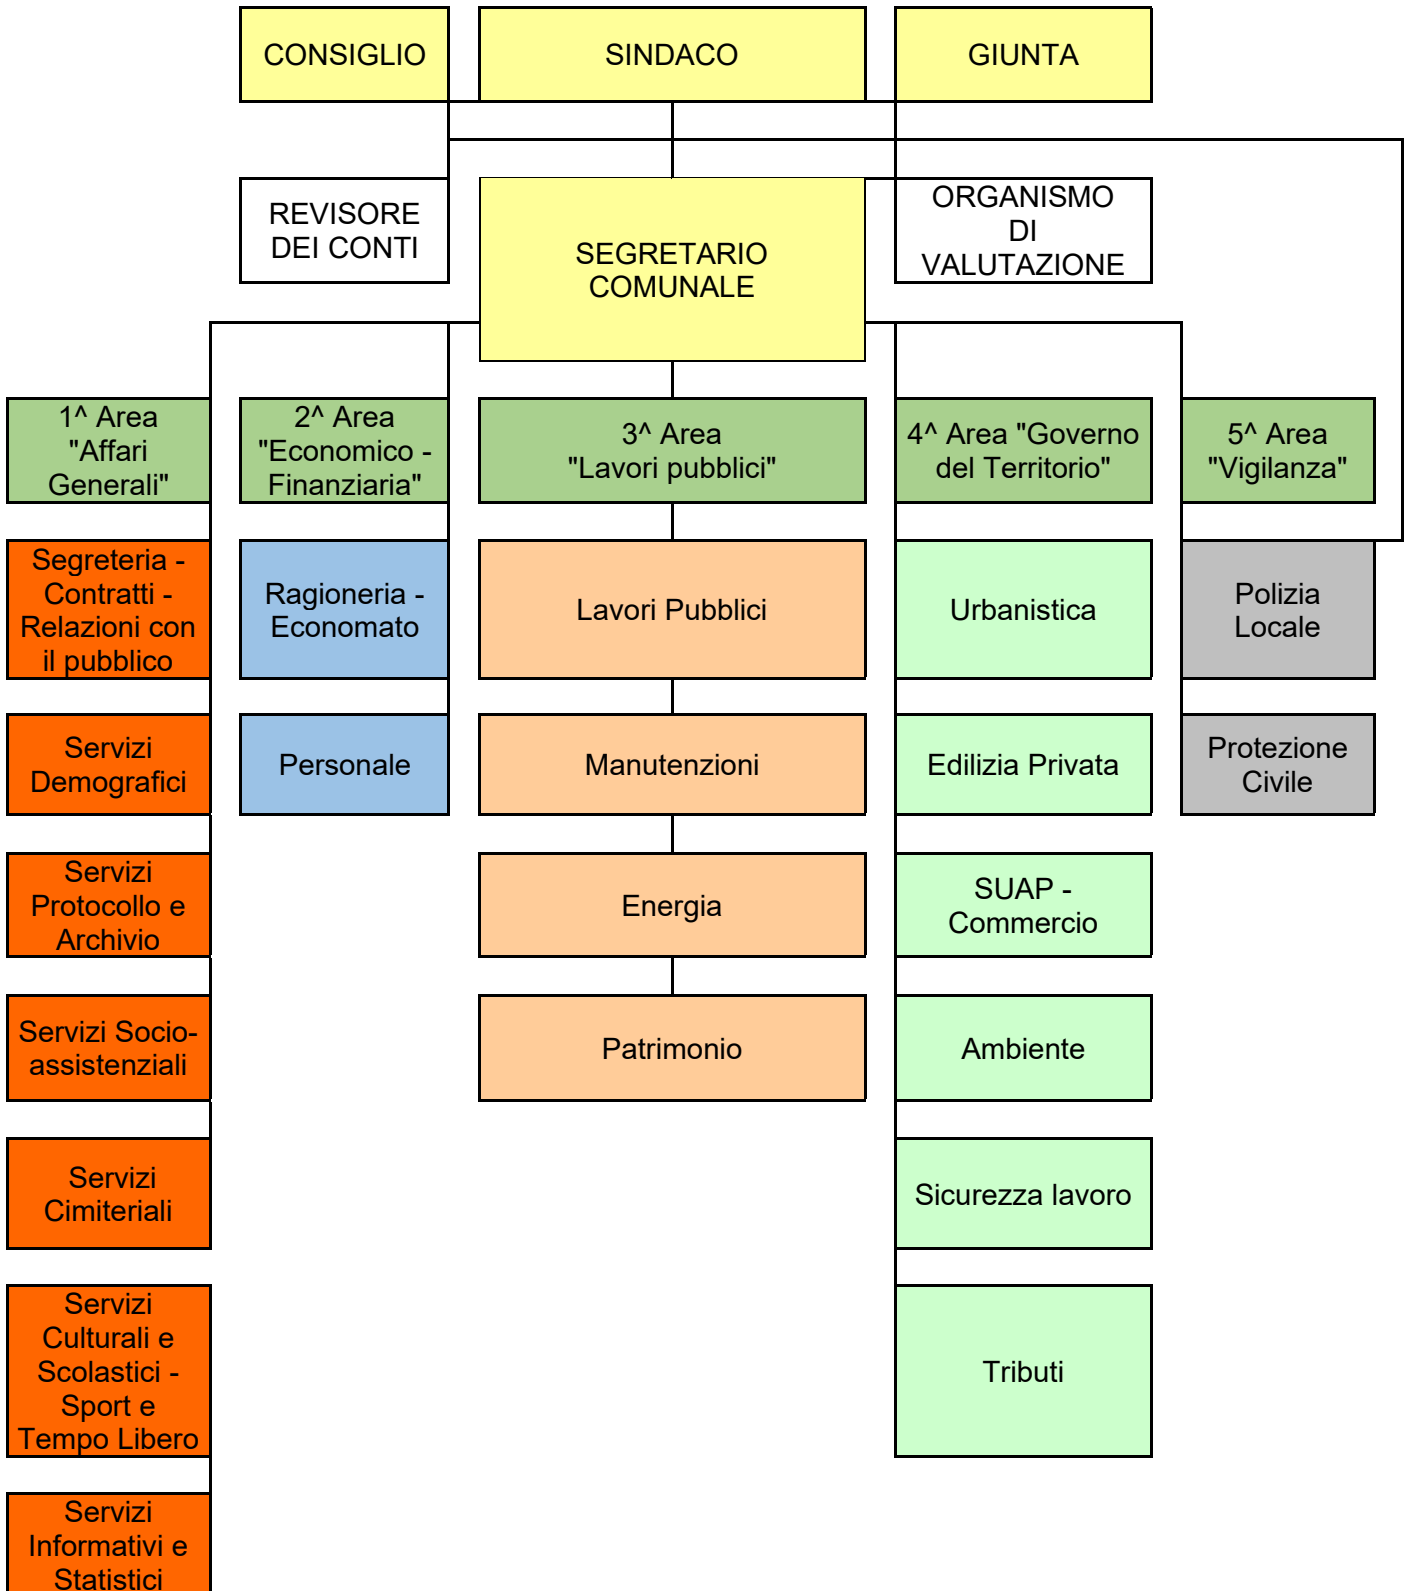 CONSIGLIO
SINDACO
GIUNTA
REVISORE
DEI CONTI
SEGRETARIO
COMUNALE
ORGANISMO
DI
VALUTAZIONE
1^ Area
"Affari
Generali"
2^ Area
"Economico -
Finanziaria"
3^ Area
"Lavori pubblici"
4^ Area "Governo
del Territorio"
5^ Area
"Vigilanza"
Segreteria -
Contratti -
Relazioni con
il pubblico
Ragioneria -
Economato
Lavori Pubblici
Urbanistica
Polizia
Locale
Servizi
Demografici
Personale
Manutenzioni
Edilizia Privata
Protezione
Civile
Servizi
Protocollo e
Archivio
Energia
SUAP -
Commercio
Servizi Socio-
assistenziali
Patrimonio
Ambiente
Servizi
Cimiteriali
Sicurezza lavoro
Servizi
Culturali e
Scolastici -
Sport e
Tempo Libero
Tributi
Servizi
Informativi e
Statistici